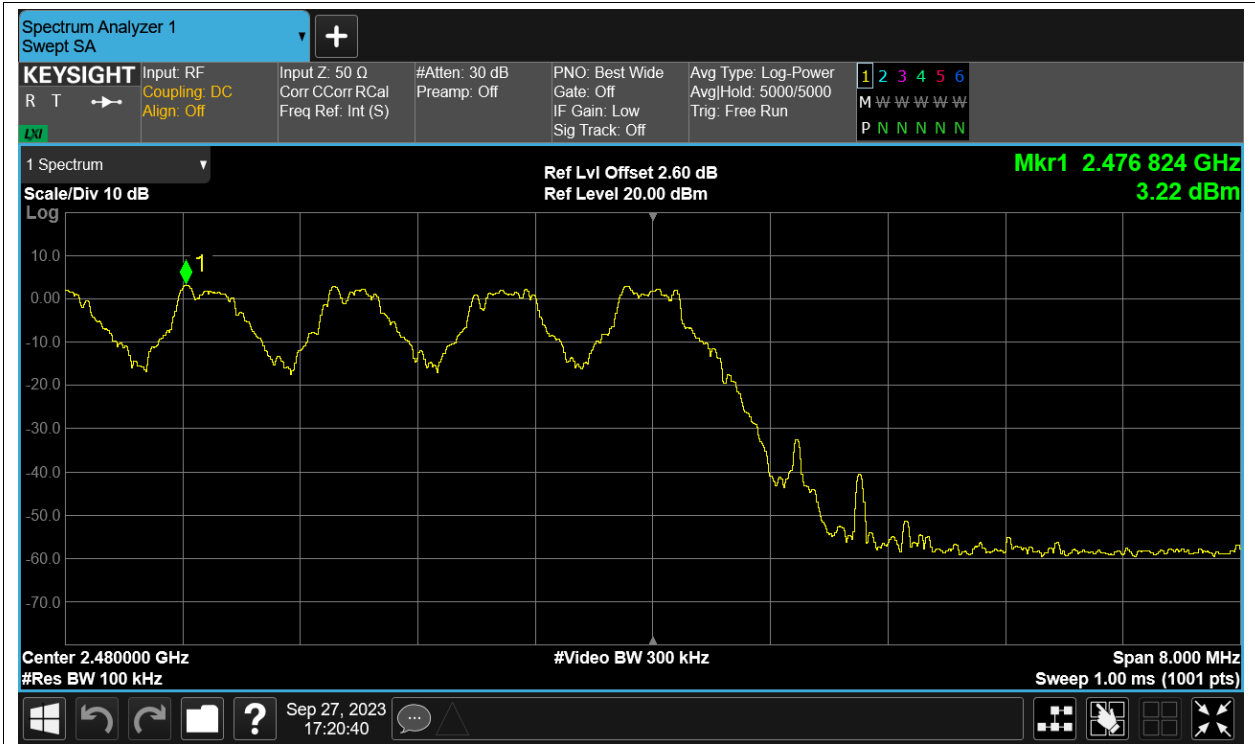 Spectrum Analyzer 1
Swept SA
+
KEYSIGHT
R T
LXI
Input: RF
Coupling: DC
Align: Off
Input Z: 50 Ω
Corr CCorr RCal
Freq Ref: Int (S)
#Atten: 30 dB
Preamp: Off
PNO: Best Wide
Gate: Off
IF Gain: Low
Sig Track: Off
Avg Type: Log-Power
Avg|Hold: 5000/5000
Trig: Free Run
1 2 3 4 5 6
M W W W W W
P N N N N N
1 Spectrum
Scale/Div 10 dB
Log
Ref Lvl Offset 2.60 dB
Ref Level 20.00 dBm
Mkr1 2.476 824 GHz
3.22 dBm
1
10.0
0.00
-10.0
-20.0
-30.0
-40.0
-50.0
-60.0
-70.0
Center 2.480000 GHz
#Res BW 100 kHz
#Video BW 300 kHz
Span 8.000 MHz
Sweep 1.00 ms (1001 pts)
?
Sep 27, 2023
17:20:40